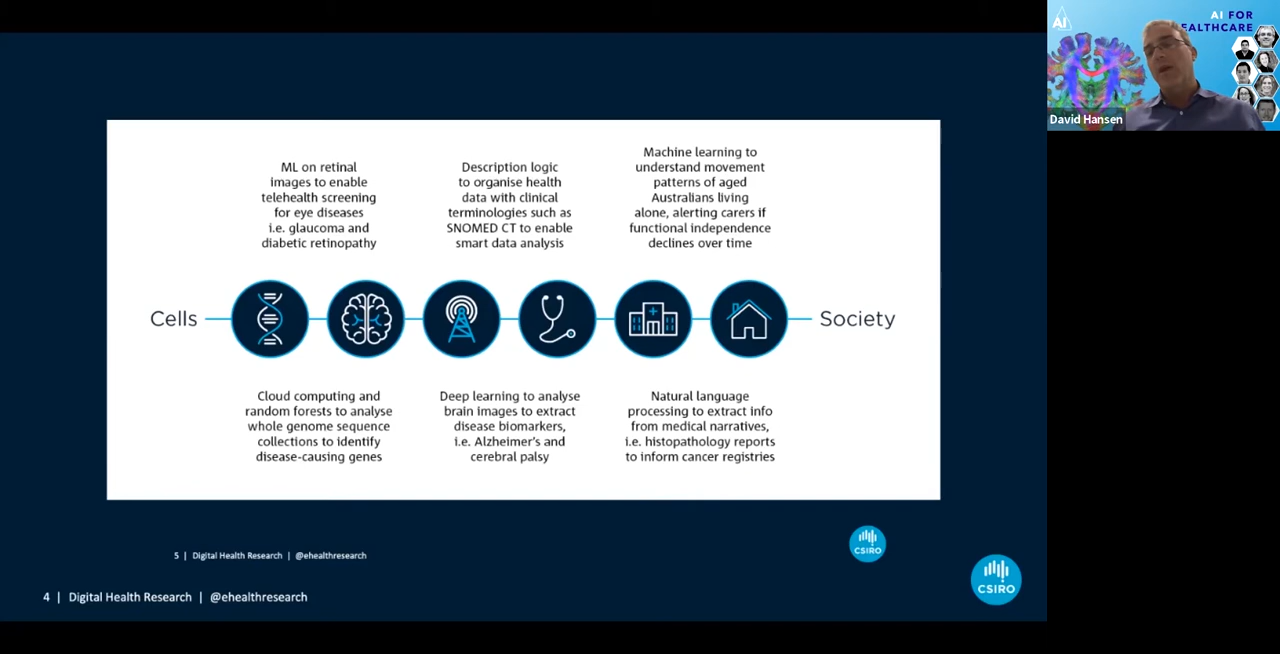 ML on retinal
images to enable
telehealth screening
for eye diseases
i.e. glaucoma and
diabetic retinopathy
Description logic
to organise health
data with clinical
terminologies such as
SNOMED CT to enable
smart data analysis
Machine learning to
understand movement
patterns of aged
Australians living
alone, alerting carers if
functional independence
declines over time
Cells
Society
Cloud computing and
random forests to analyse
whole genome sequence
collections to identify
disease-causing genes
Deep learning to analyse
brain images to extract
disease biomarkers,
i.e. Alzheimer's and
cerebral palsy
Natural language
processing to extract info
from medical narratives,
i.e. histopathology reports
to inform cancer registries
5 | Digital Health Research | @ehealthresearch
CSIRO
4 | Digital Health Research | @ehealthresearch
CSIRO
AI
AI FOR
EALTHCARE
David Hansen